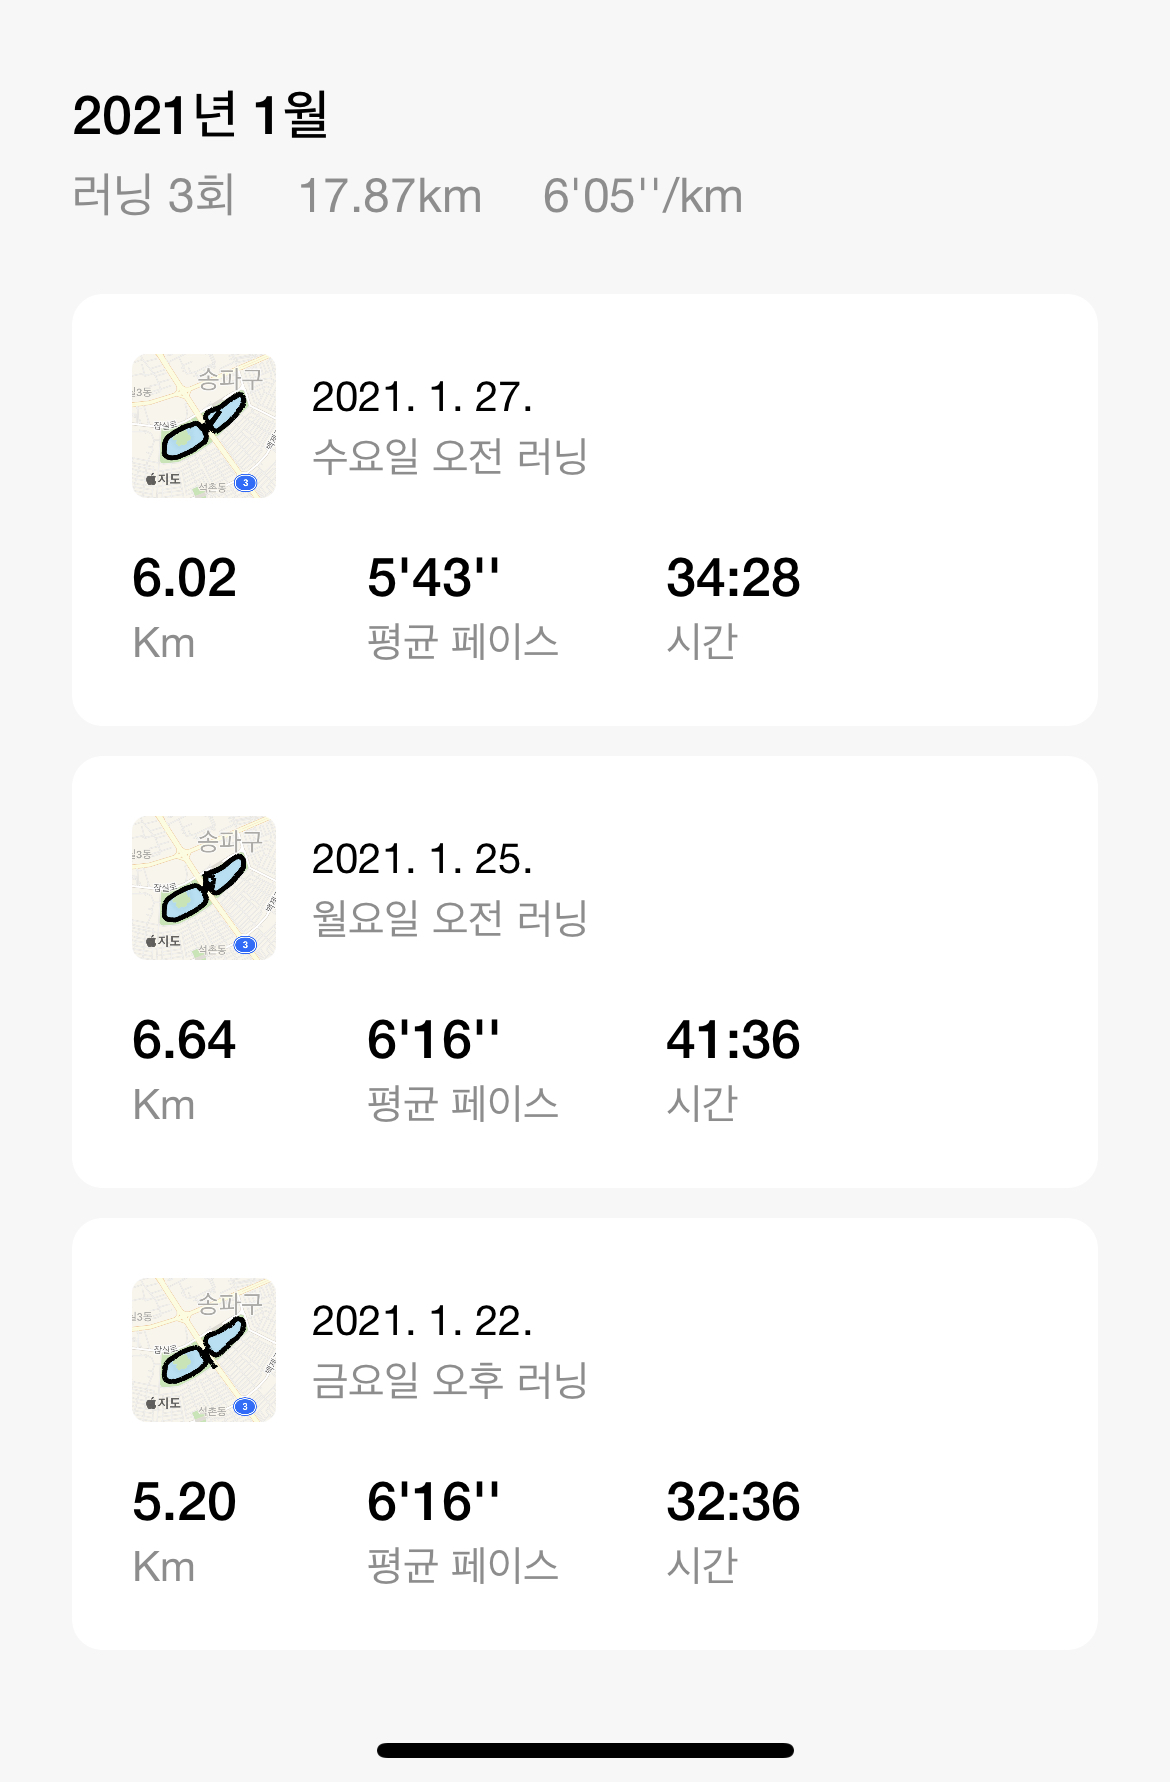 2021년 1월
러닝 3회 17.87km 6'05''/km
송파구
실3동
2021. 1. 27.
수요일 오전 러닝
지도
석촌동
3
6.02 5'43'' 34:28
Km 평균 페이스 시간
송파구
실3동
2021. 1. 25.
월요일 오전 러닝
지도
석촌동
3
6.64 6'16'' 41:36
Km 평균 페이스 시간
송파구
실3동
2021. 1. 22.
금요일 오후 러닝
지도
석촌동
3
5.20 6'16'' 32:36
Km 평균 페이스 시간